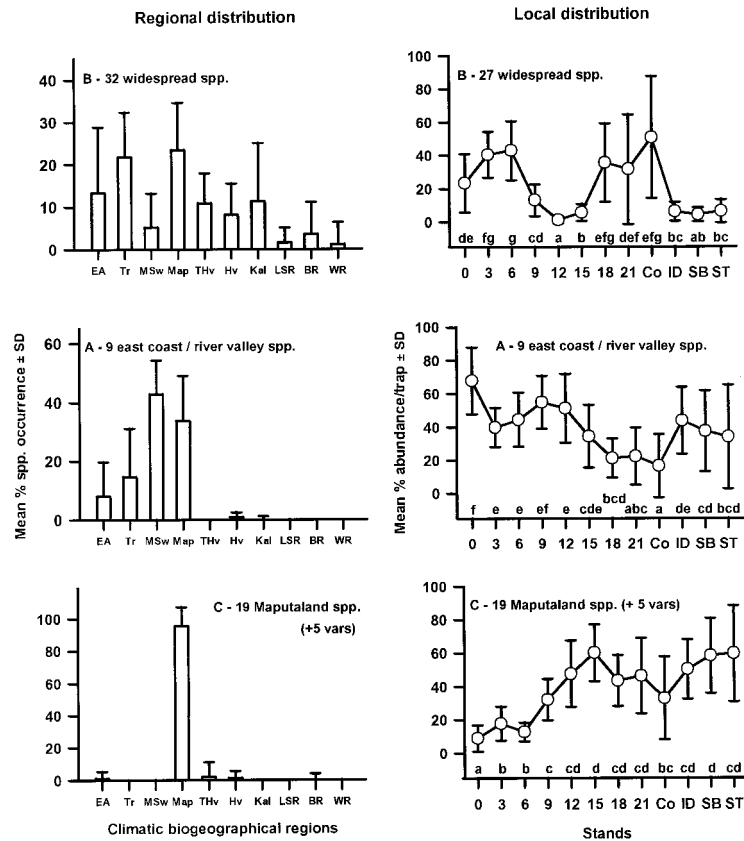 Regional distribution
Local distribution
B - 32 widespread spp.
40
30
20
10
0
EA Tr MSw Map THv Hv Kal LSR BR WR
B - 27 widespread spp.
100
80
60
40
20
0
de fg g cd a b efg def efg bc ab bc
0 3 6 9 12 15 18 21 Co ID SB ST
Mean % spp. occurrence ± SD
A - 9 east coast / river valley spp.
60
40
20
0
EA Tr MSw Map THv Hv Kal LSR BR WR
Mean % abundance/trap ± SD
A - 9 east coast / river valley spp.
100
80
60
40
20
0
f e e ef e cde bcd abc a de cd bcd
0 3 6 9 12 15 18 21 Co ID SB ST
C - 19 Maputaland spp.
(+5 vars)
100
80
60
40
20
0
EA Tr MSw Map THv Hv Kal LSR BR WR
Climatic biogeographical regions
C - 19 Maputaland spp. (+ 5 vars)
100
80
60
40
20
0
a b b c cd d cd cd bc cd d cd
0 3 6 9 12 15 18 21 Co ID SB ST
Stands